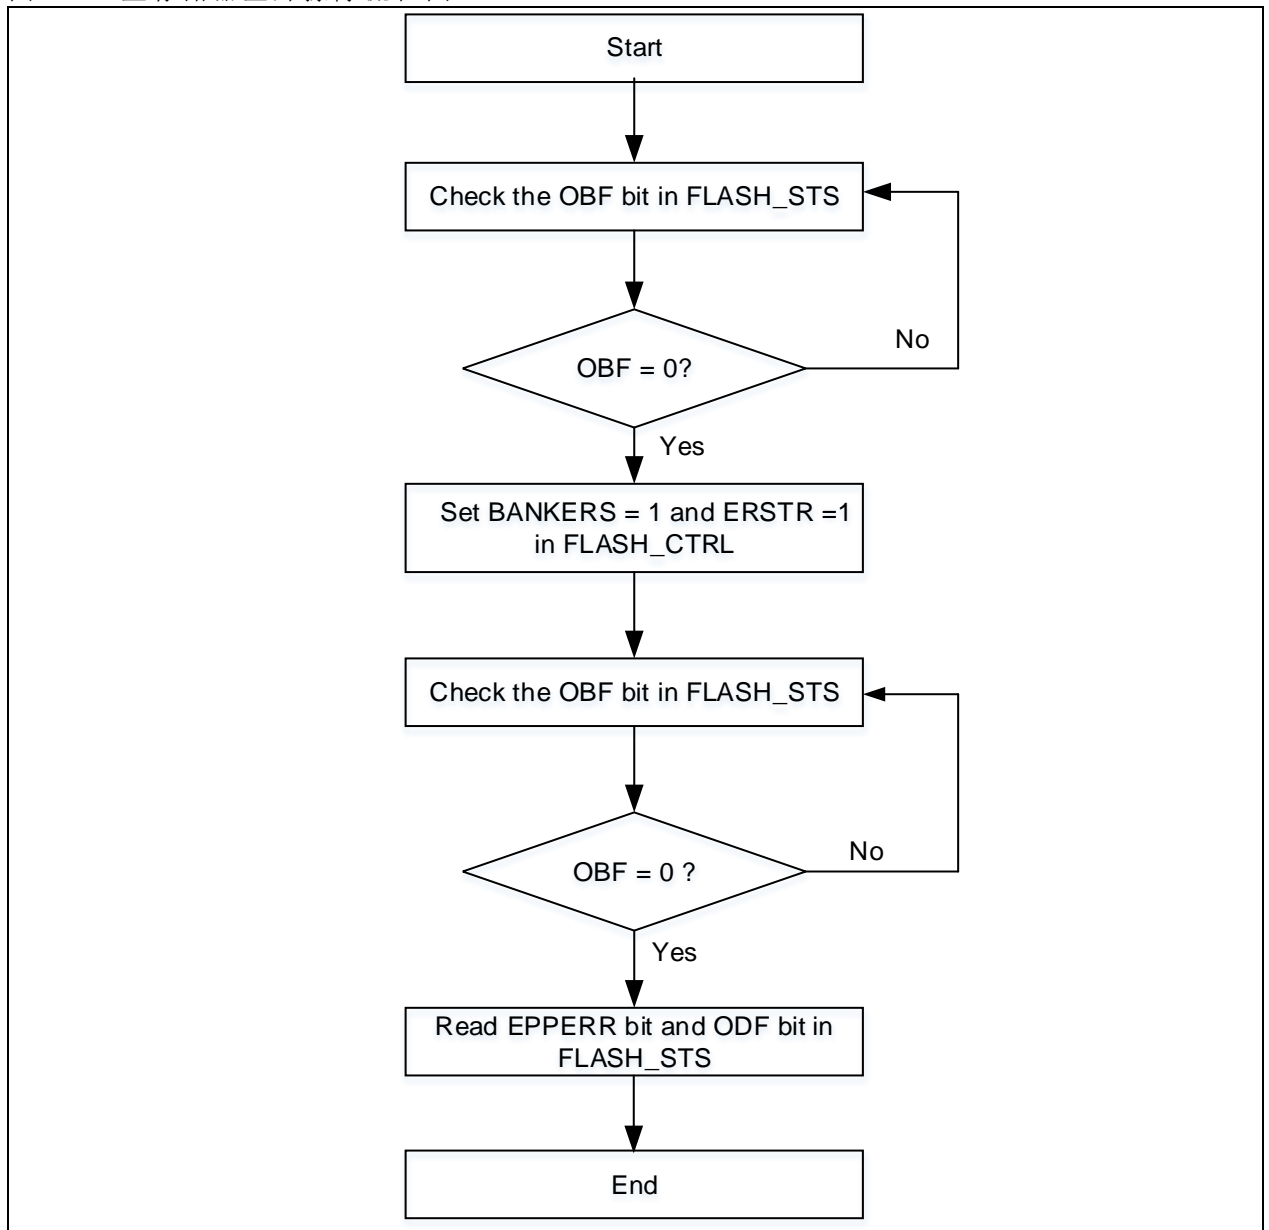 Start
Check the OBF bit in FLASH_STS
No
OBF = 0?
Yes
Set BANKERS = 1 and ERSTR =1
in FLASH_CTRL
Check the OBF bit in FLASH_STS
No
OBF = 0 ?
Yes
Read EPPERR bit and ODF bit in
FLASH_STS
End